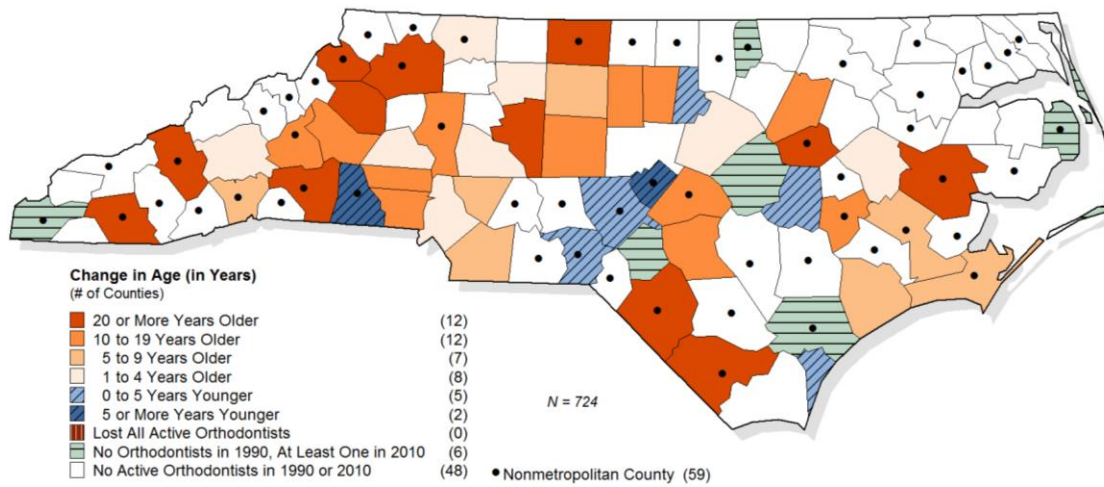 Change in Age (in Years)
(# of Counties)
20 or More Years Older (12)
10 to 19 Years Older (12)
5 to 9 Years Older (7)
1 to 4 Years Older (8)
0 to 5 Years Younger (5)
5 or More Years Younger (2)
Lost All Active Orthodontists (0)
No Orthodontists in 1990, At Least One in 2010 (6)
No Active Orthodontists in 1990 or 2010 (48)
N = 724
Nonmetropolitan County (59)